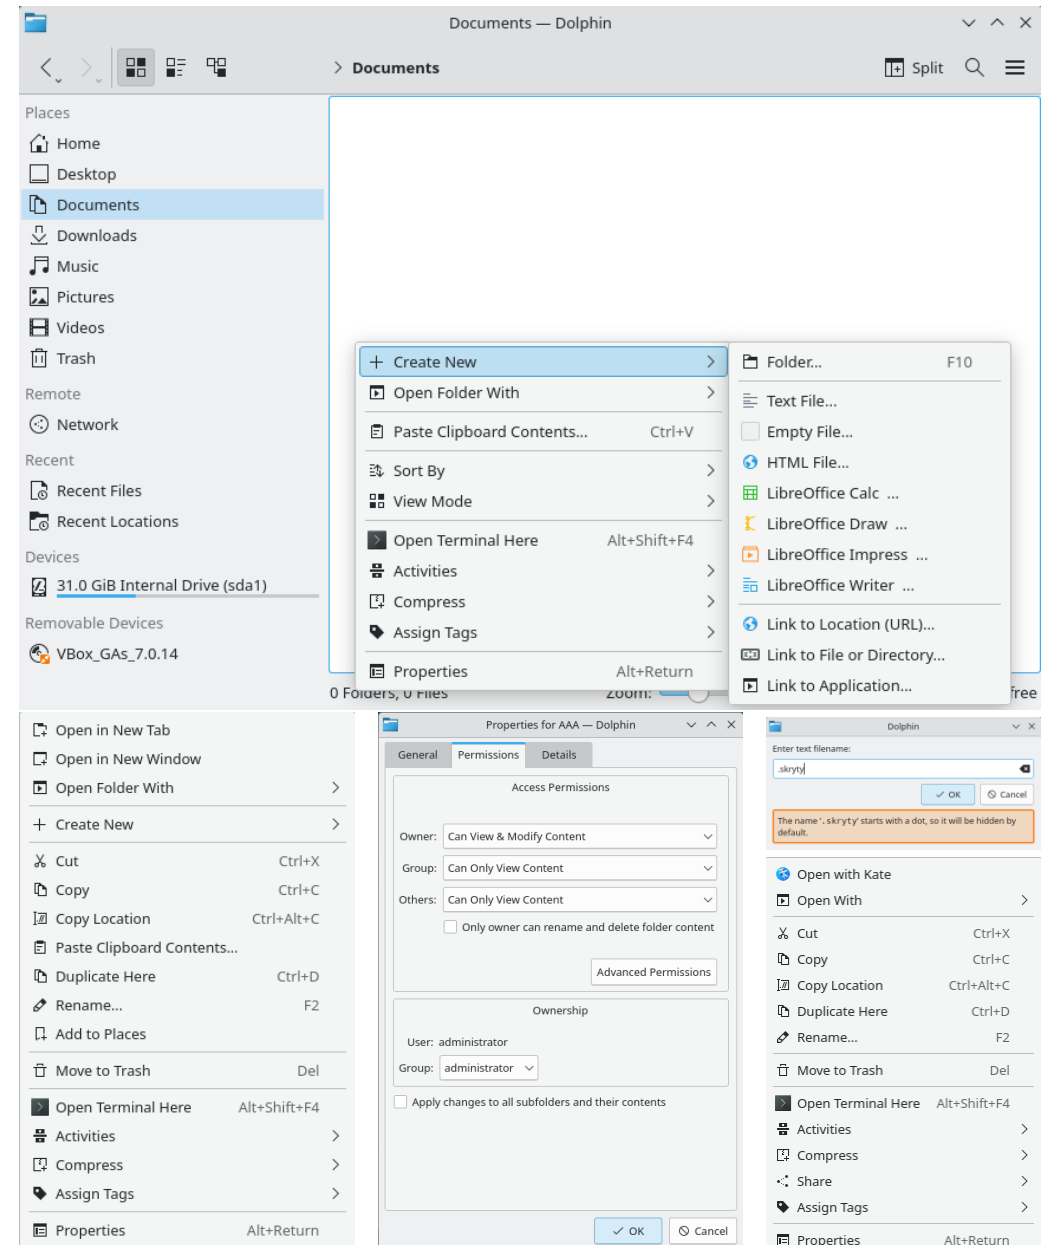 Documents — Dolphin
Documents
Split
Places
Home
Desktop
Documents
Downloads
Music
Pictures
Videos
Trash
Remote
Network
Recent
Recent Files
Recent Locations
Devices
31.0 GiB Internal Drive (sda1)
Removable Devices
VBox_GAs_7.0.14
Create New
Open Folder With
Paste Clipboard Contents... Ctrl+V
Sort By
View Mode
Open Terminal Here Alt+Shift+F4
Activities
Compress
Assign Tags
Properties Alt+Return
Folder... F10
Text File...
Empty File...
HTML File...
LibreOffice Calc ...
LibreOffice Draw ...
LibreOffice Impress ...
LibreOffice Writer ...
Link to Location (URL)...
Link to File or Directory...
Link to Application...
0 Folders, 0 Files Zoom: free
Open in New Tab
Open in New Window
Open Folder With
Create New
Cut Ctrl+X
Copy Ctrl+C
Copy Location Ctrl+Alt+C
Paste Clipboard Contents...
Duplicate Here Ctrl+D
Rename... F2
Add to Places
Move to Trash Del
Open Terminal Here Alt+Shift+F4
Activities
Compress
Assign Tags
Properties Alt+Return
Properties for AAA — Dolphin
General Permissions Details
Access Permissions
Owner: Can View & Modify Content
Group: Can Only View Content
Others: Can Only View Content
Only owner can rename and delete folder content
Advanced Permissions
Ownership
User: administrator
Group: administrator
Apply changes to all subfolders and their contents
OK Cancel
Dolphin
Enter text filename:
.skryty
OK Cancel
The name '.skryty' starts with a dot, so it will be hidden by
default.
Open with Kate
Open With
Cut Ctrl+X
Copy Ctrl+C
Copy Location Ctrl+Alt+C
Duplicate Here Ctrl+D
Rename... F2
Move to Trash Del
Open Terminal Here Alt+Shift+F4
Activities
Compress
Share
Assign Tags
Properties Alt+Return